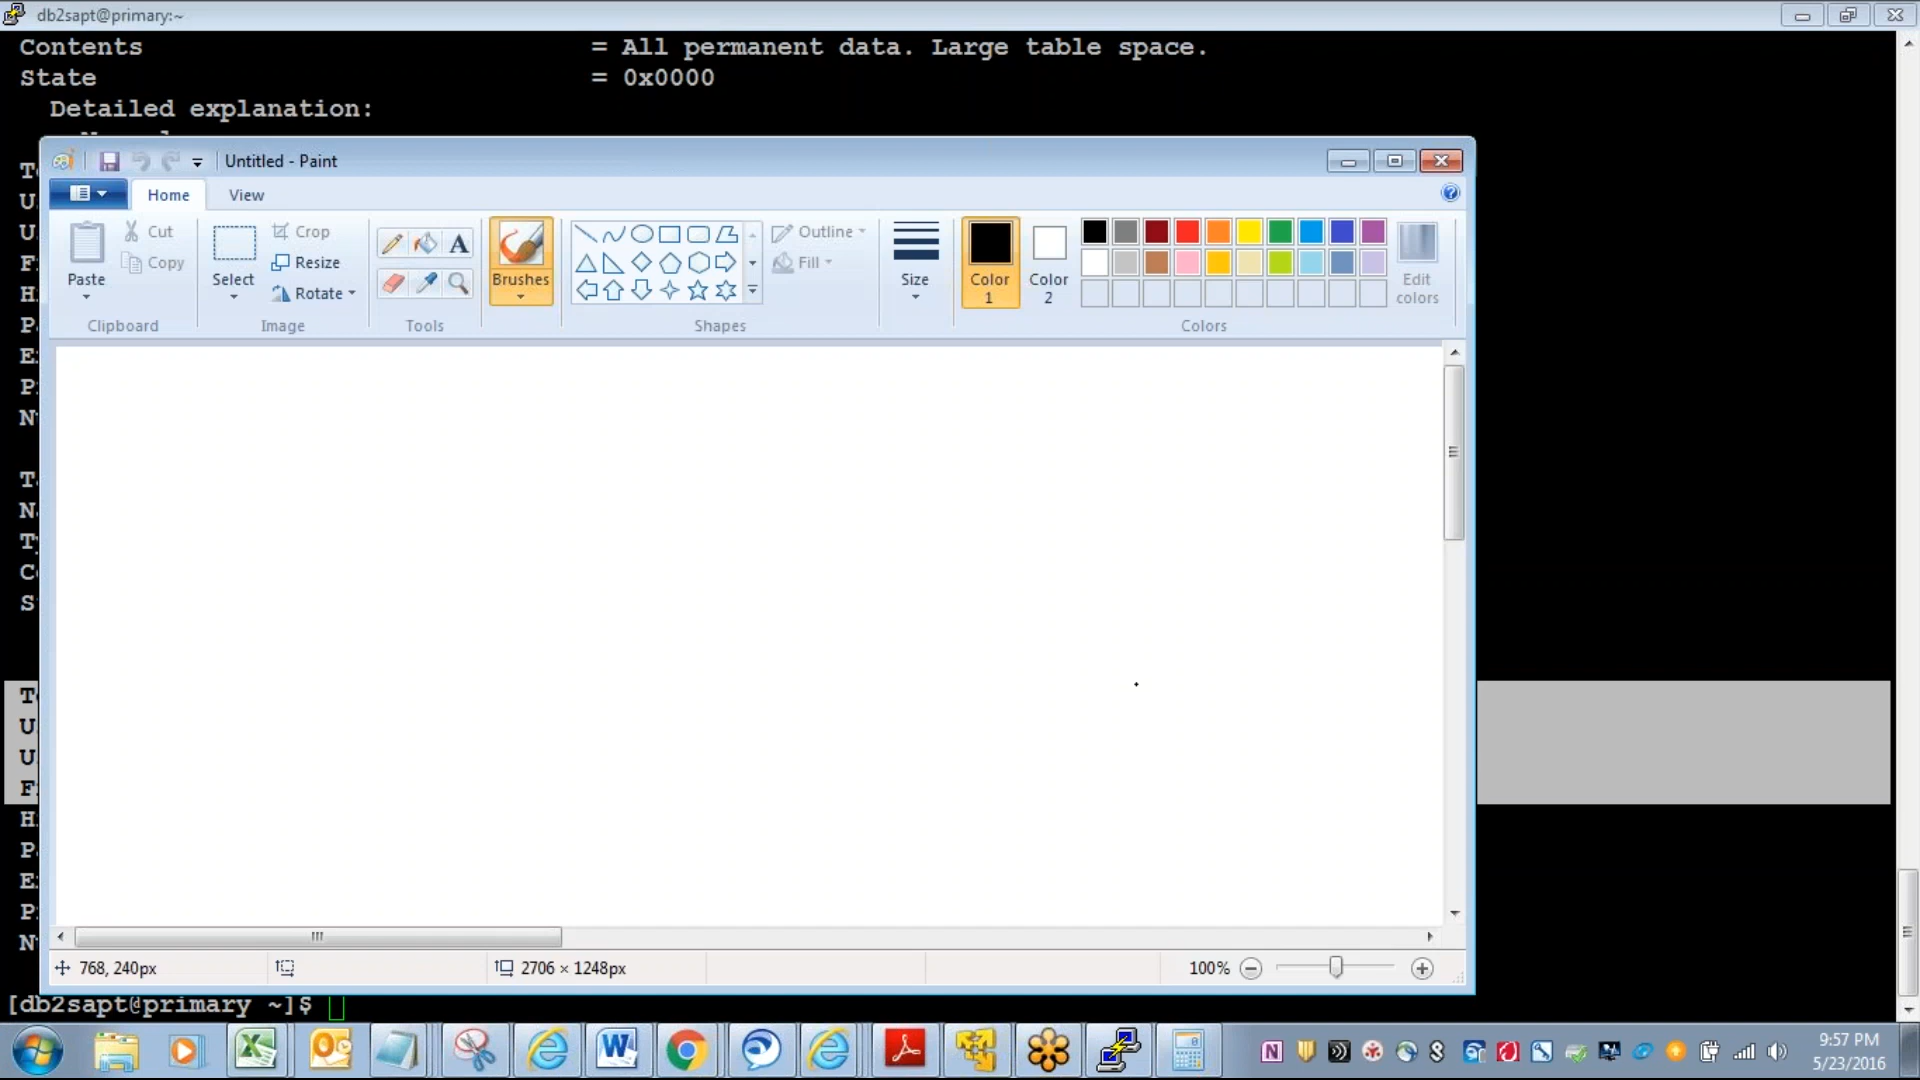 db2sapt@primary:~
Contents = All permanent data. Large table space.
State = 0x0000
Detailed explanation:
Untitled - Paint
Home View
Cut
Copy
Paste
Clipboard
Select
Crop
Resize
Rotate
Image
Tools
Brushes
Shapes
Outline
Fill
Size
Color 1
Color 2
Edit colors
Colors
768, 240px
2706 × 1248px
100%
[db2sapt@primary ~]$
9:57 PM
5/23/2016